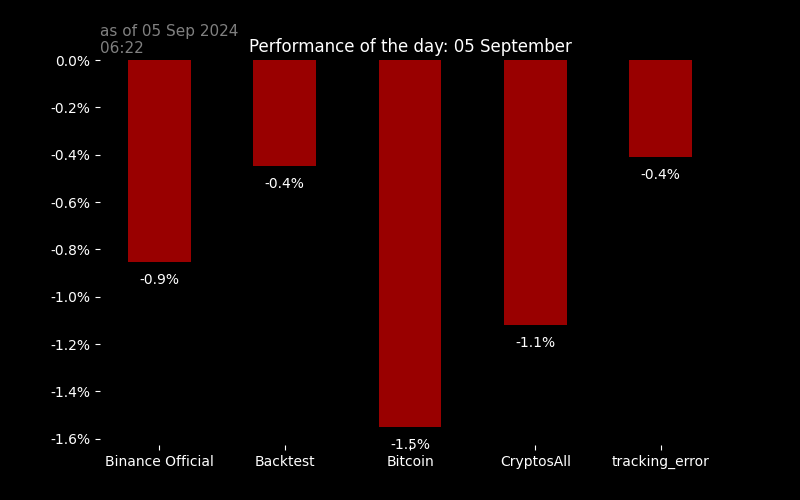 as of 05 Sep 2024
06:22
Performance of the day: 05 September
0.0%
-0.2%
-0.4%
-0.6%
-0.8%
-1.0%
-1.2%
-1.4%
-1.6%
-0.9%
-0.4%
-1.5%
-1.1%
-0.4%
Binance Official
Backtest
Bitcoin
CryptosAll
tracking_error